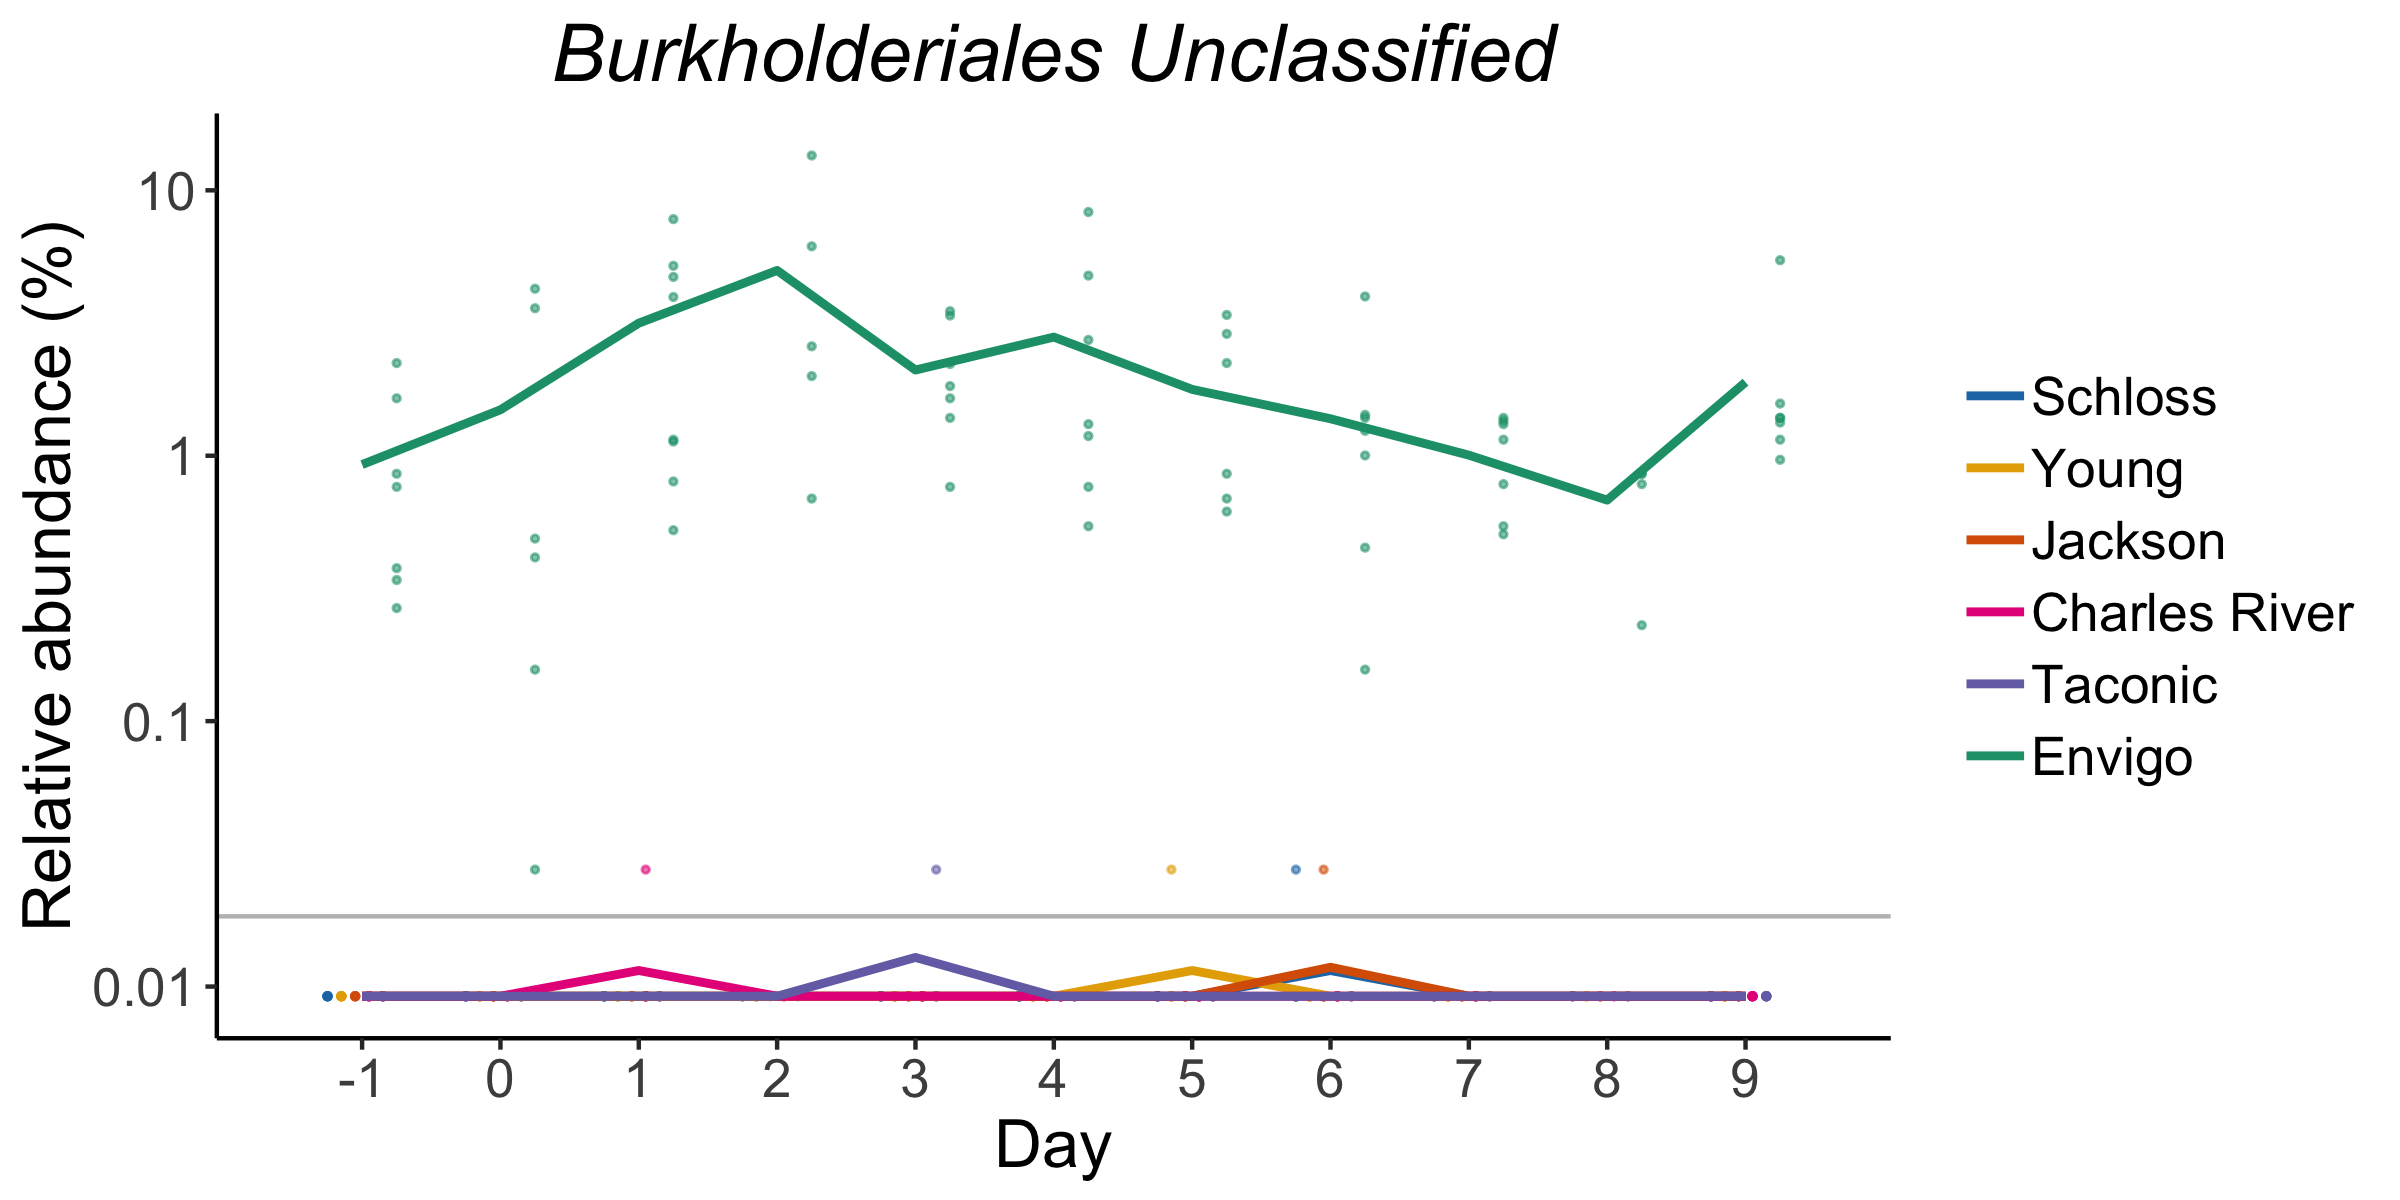 Burkholderiales Unclassified
Relative abundance (%)
10
1
0.1
0.01
-1 0 1 2 3 4 5 6 7 8 9
Day
Schloss
Young
Jackson
Charles River
Taconic
Envigo